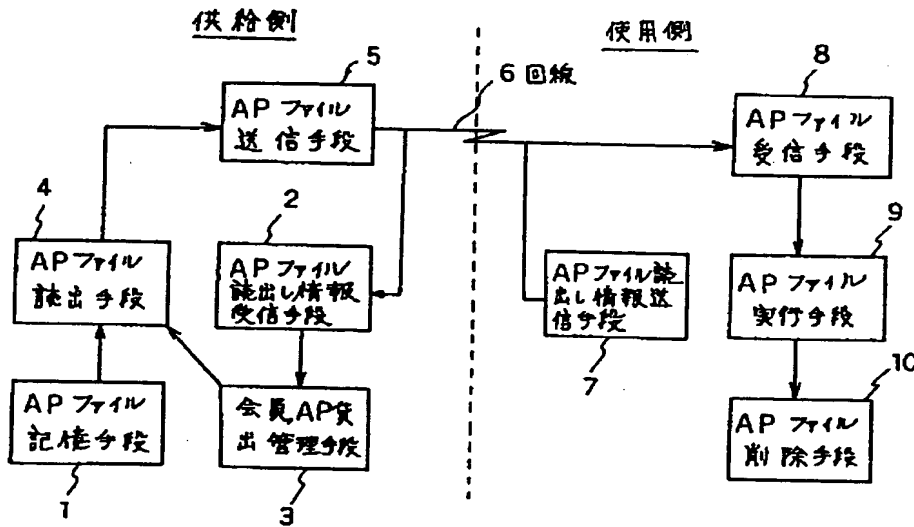 供給側
使用側
5
APファイル
送信手段
6 回線
8
APファイル
受信手段
4
APファイル
読出手段
2
APファイル
読出し情報
受信手段
APファイル読
出し情報送
信手段
7
9
APファイル
実行手段
APファイル
記憶手段
1
会員,AP貸
出管理手段
3
10
APファイル
削除手段